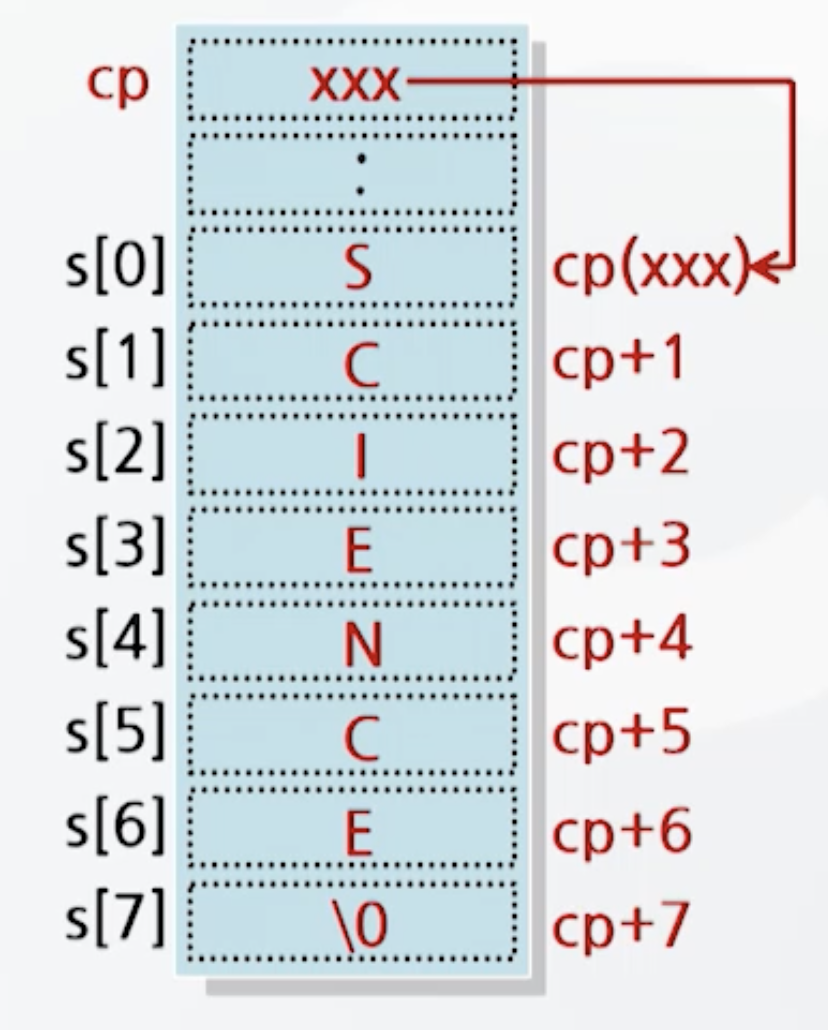 cp xxx
:
s[0] S cp(xxx)
s[1] C cp+1
s[2] I cp+2
s[3] E cp+3
s[4] N cp+4
s[5] C cp+5
s[6] E cp+6
s[7] \0 cp+7